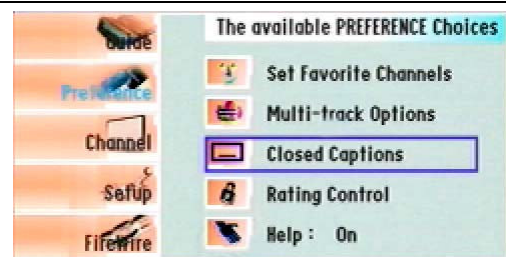 Guide
Preference
Channel
Setup
FireWire
The available PREFERENCE Choices
Set Favorite Channels
Multi-track Options
Closed Captions
Rating Control
Help : On